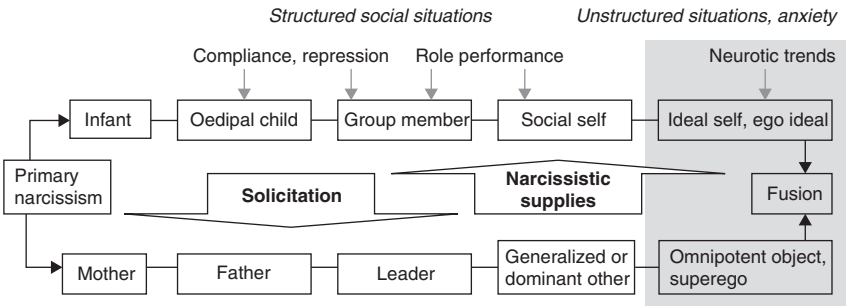 Structured social situations
Unstructured situations, anxiety
Compliance, repression
Role performance
Neurotic trends
Infant
Oedipal child
Group member
Social self
Ideal self, ego ideal
Primary
narcissism
Solicitation
Narcissistic
supplies
Fusion
Mother
Father
Leader
Generalized or
dominant other
Omnipotent object,
superego